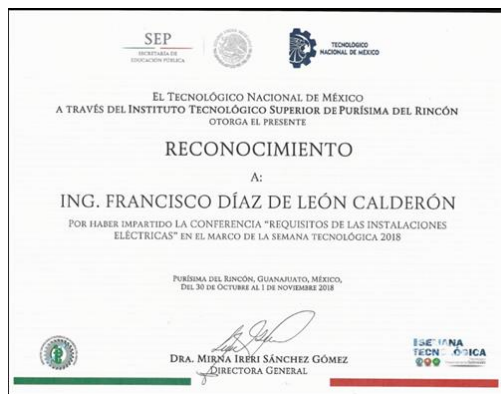 SEP
SECRETARÍA DE
EDUCACIÓN PÚBLICA
TECNOLÓGICO
NACIONAL DE MÉXICO
EL TECNOLÓGICO NACIONAL DE MÉXICO
A TRAVÉS DEL INSTITUTO TECNOLÓGICO SUPERIOR DE PURÍSIMA DEL RINCÓN
OTORGA EL PRESENTE
RECONOCIMIENTO
A:
ING. FRANCISCO DÍAZ DE LEÓN CALDERÓN
POR HABER IMPARTIDO LA CONFERENCIA "REQUISITOS DE LAS INSTALACIONES
ELÉCTRICAS" EN EL MARCO DE LA SEMANA TECNOLÓGICA 2018
PURÍSIMA DEL RINCÓN, GUANAJUATO, MÉXICO,
DEL 30 DE OCTUBRE AL 1 DE NOVIEMBRE 2018
DRA. MIRNA IRERI SÁNCHEZ GÓMEZ
DIRECTORA GENERAL